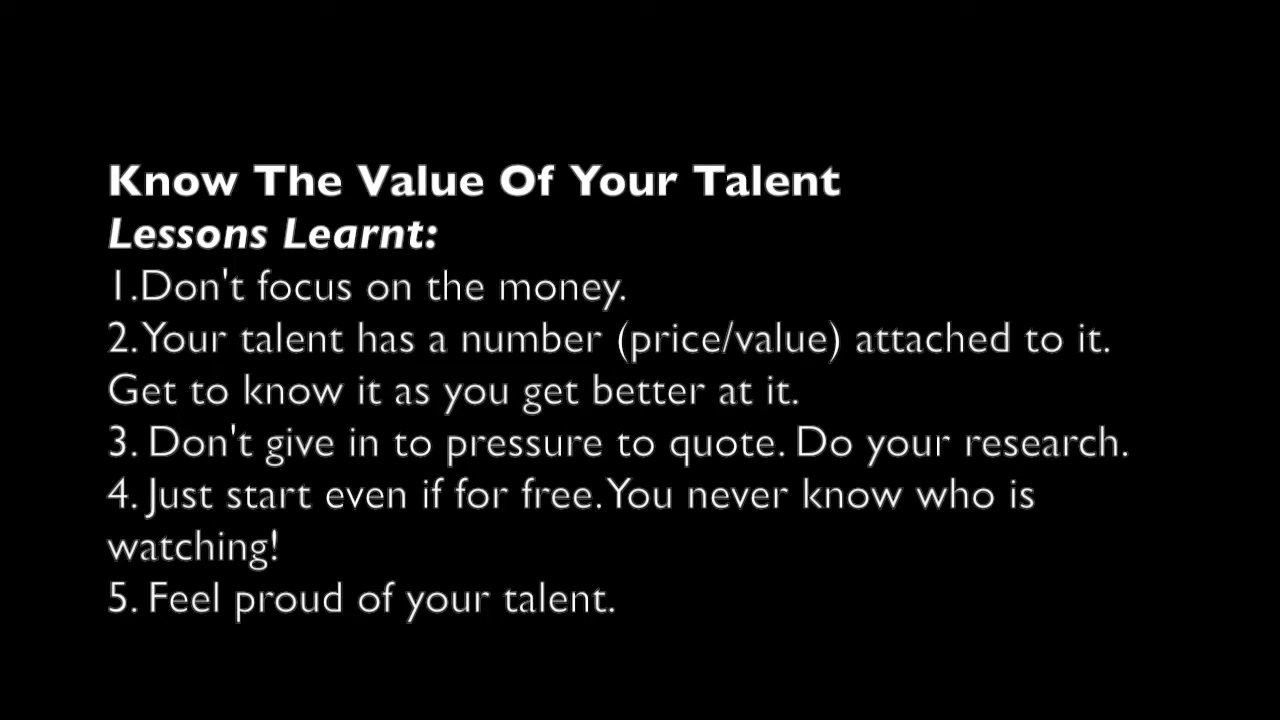 Know The Value Of Your Talent
Lessons Learnt:
1.Don't focus on the money.
2.Your talent has a number (price/value) attached to it.
Get to know it as you get better at it.
3. Don't give in to pressure to quote. Do your research.
4. Just start even if for free.You never know who is
watching!
5. Feel proud of your talent.